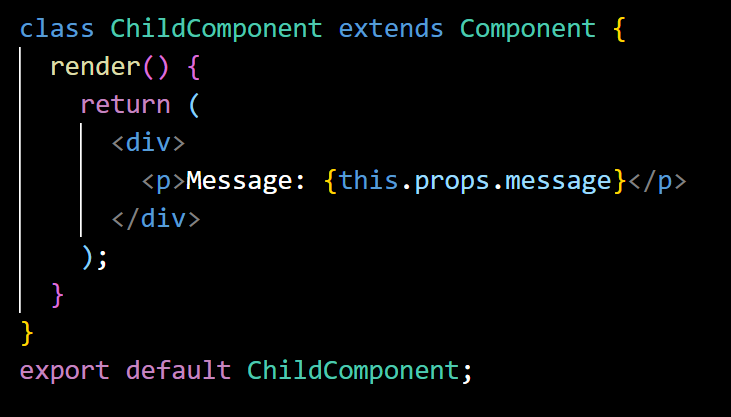 class ChildComponent extends Component {
  render() {
    return (
      <div>
        <p>Message: {this.props.message}</p>
      </div>
    );
  }
}
export default ChildComponent;